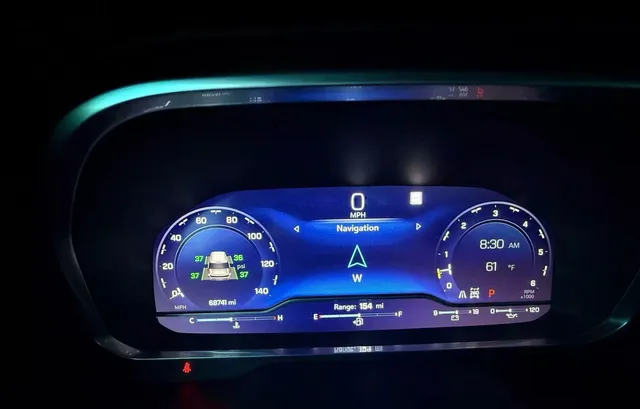 0
MPH
Navigation
W
20 40 60 80 100 120 140
37 36
psi
37 37
MPH
68741 mi
0 1 2 3 4 5 6
8:30 AM
61 °F
P
RPM
x1000
Range: 154 mi
C H
E F
9 19
0 120